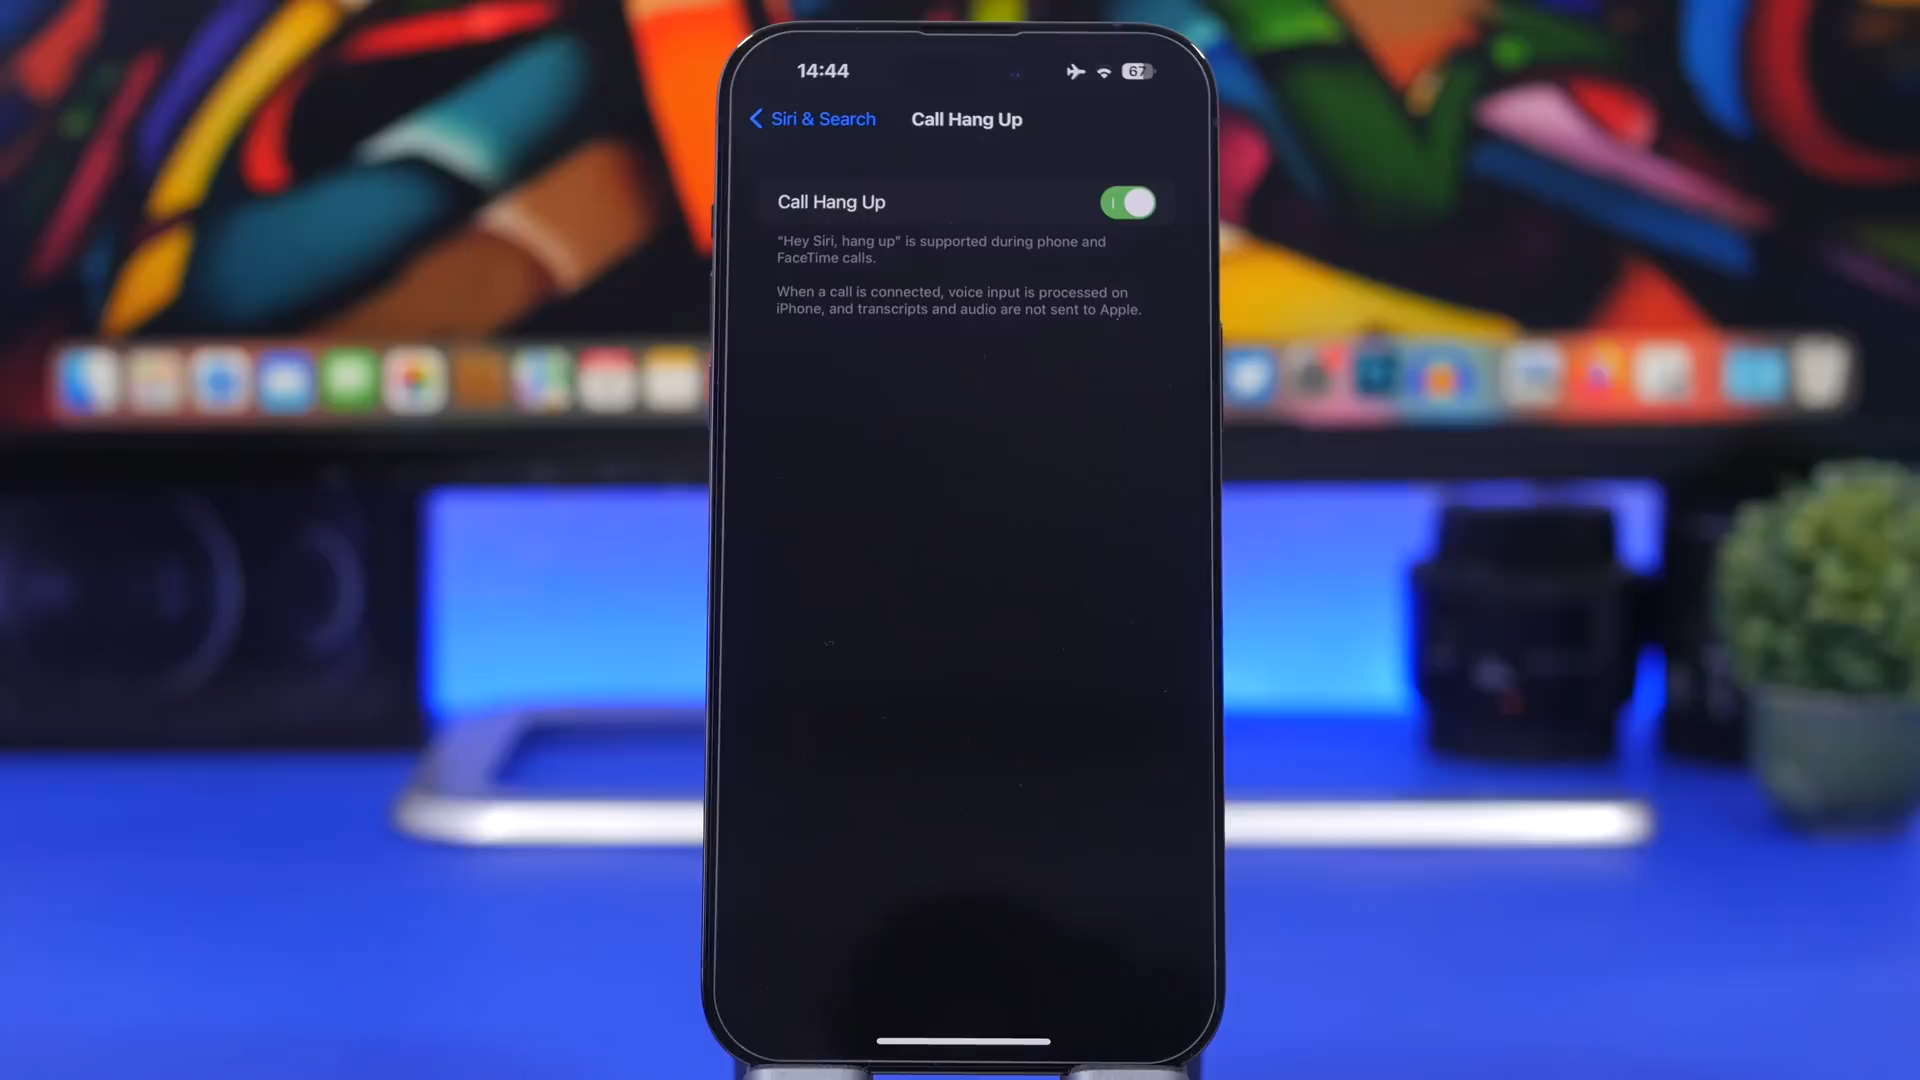 14:44
67
Siri & Search
Call Hang Up
Call Hang Up
"Hey Siri, hang up" is supported during phone and
FaceTime calls.
When a call is connected, voice input is processed on
iPhone, and transcripts and audio are not sent to Apple.